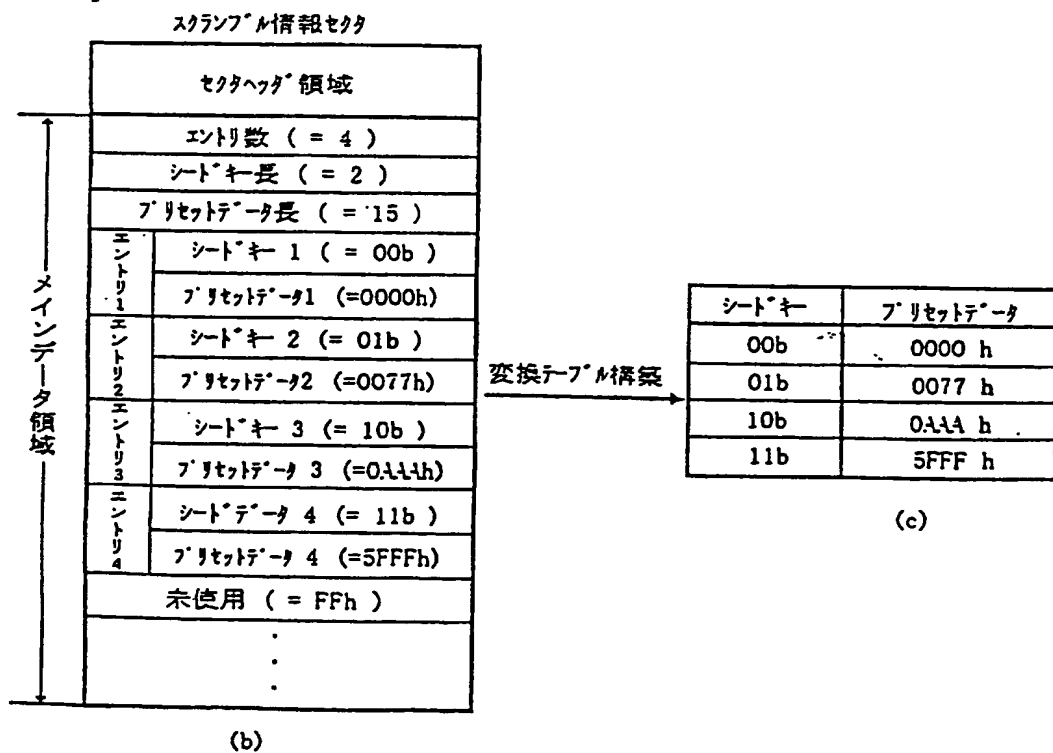 スクランブル情報セクタ
セクタヘッダ領域
エントリ数 ( = 4 )
シードキー長 ( = 2 )
プリセットデータ長 ( = 15 )
エントリ1
シードキー 1 ( = 00b )
プリセットデータ1 (=0000h)
エントリ2
シードキー 2 (= 01b )
プリセットデータ2 (=0077h)
エントリ3
シードキー 3 (= 10b )
プリセットデータ 3 (=0AAAh)
エントリ4
シードデータ 4 (= 11b )
プリセットデータ 4 (=5FFFh)
未使用 ( = FFh )
メインデータ領域
(b)
変換テーブル構築
シードキー プリセットデータ
00b 0000 h
01b 0077 h
10b 0AAA h
11b 5FFF h
(c)